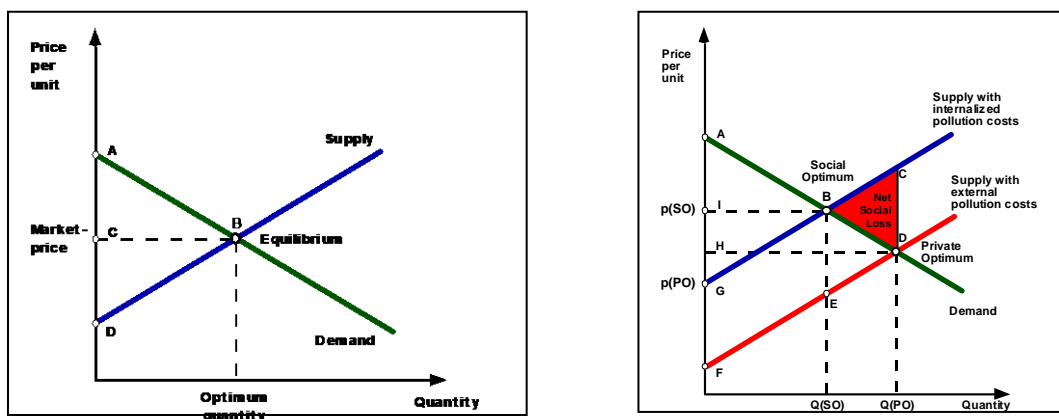 Price
per
unit
A
Supply
Market-
price
C
B
Equilibrium
D
Demand
Optimum
quantity
Quantity
Price
per
unit
Supply with
internalized
pollution costs
A
Social
Optimum
C
Supply with
external
pollution costs
p(SO)
I
B
Net
Social
Loss
H
D
Private
Optimum
p(PO)
G
E
Demand
F
Q(SO)
Q(PO)
Quantity